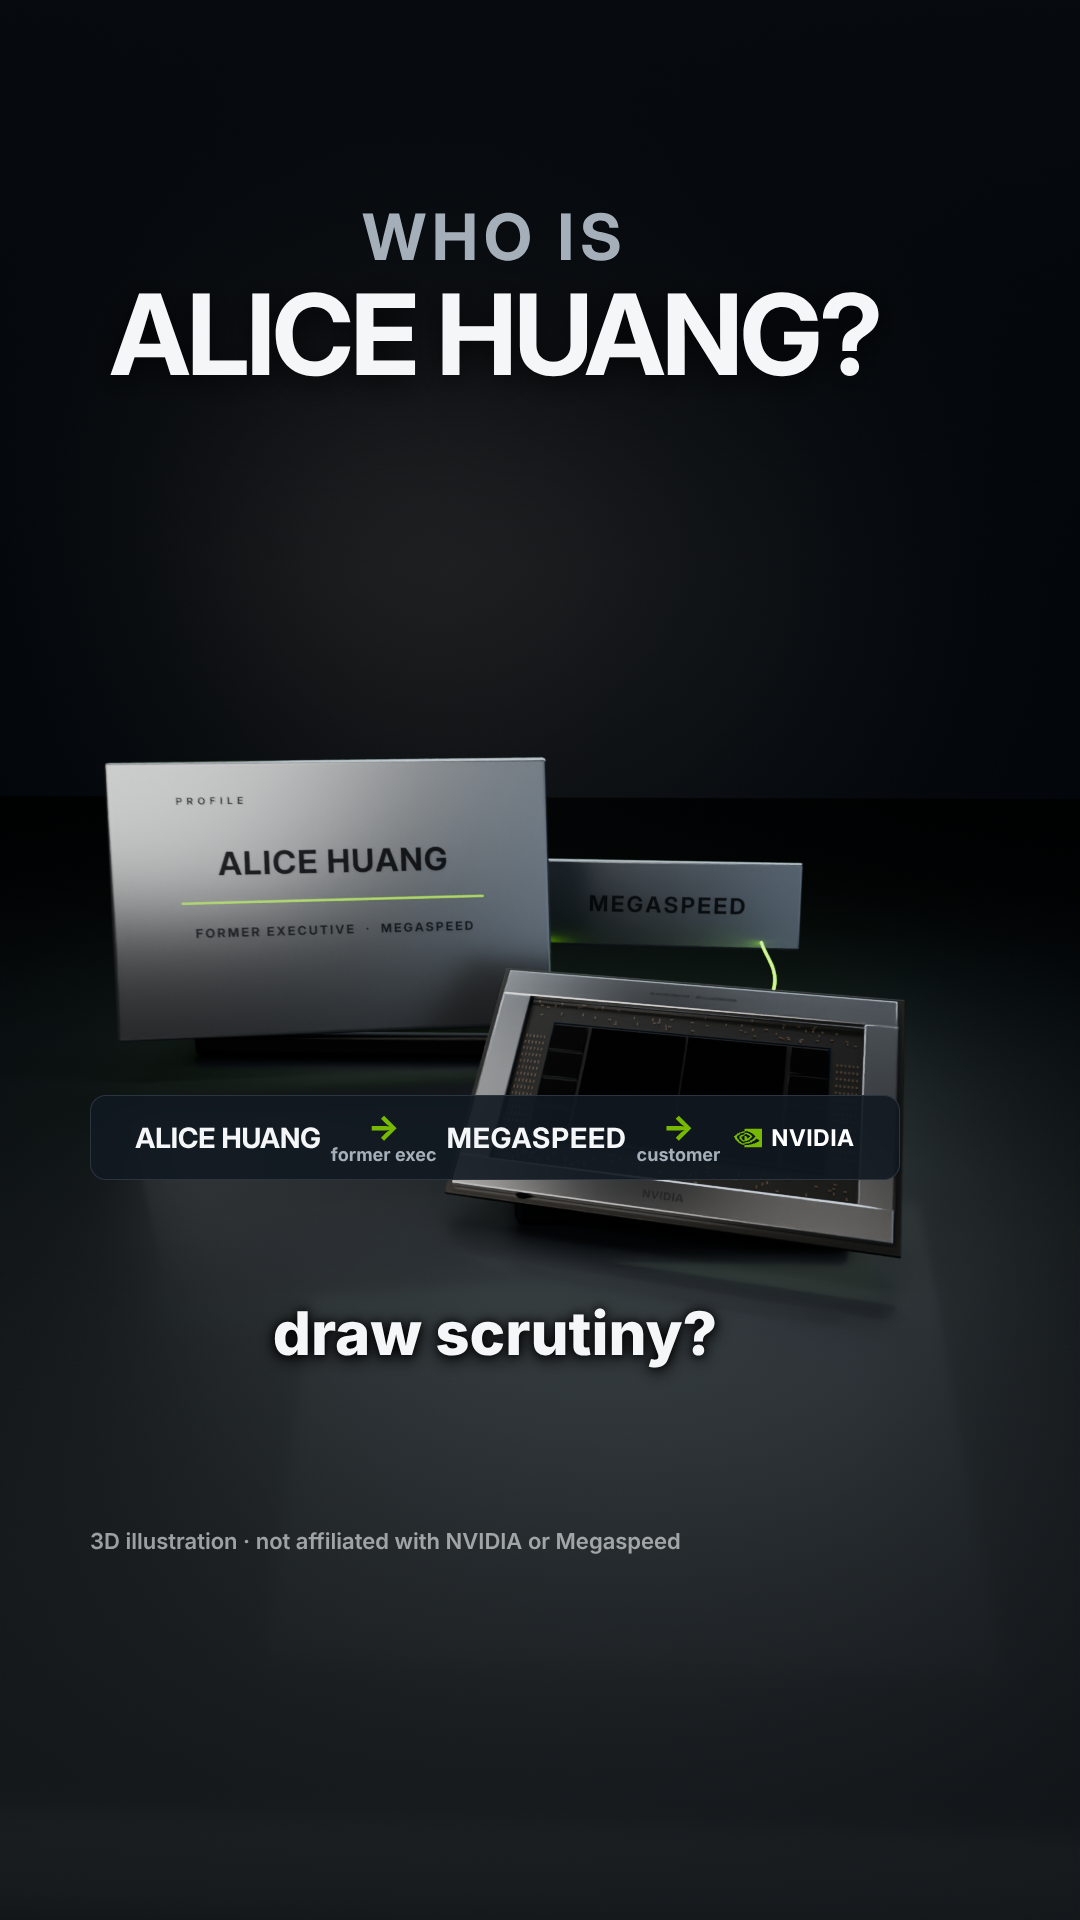 WHO IS
ALICE HUANG?
PROFILE
ALICE HUANG
FORMER EXECUTIVE · MEGASPEED
MEGASPEED
ALICE HUANG → former exec MEGASPEED → customer NVIDIA
NVIDIA
draw scrutiny?
3D illustration · not affiliated with NVIDIA or Megaspeed